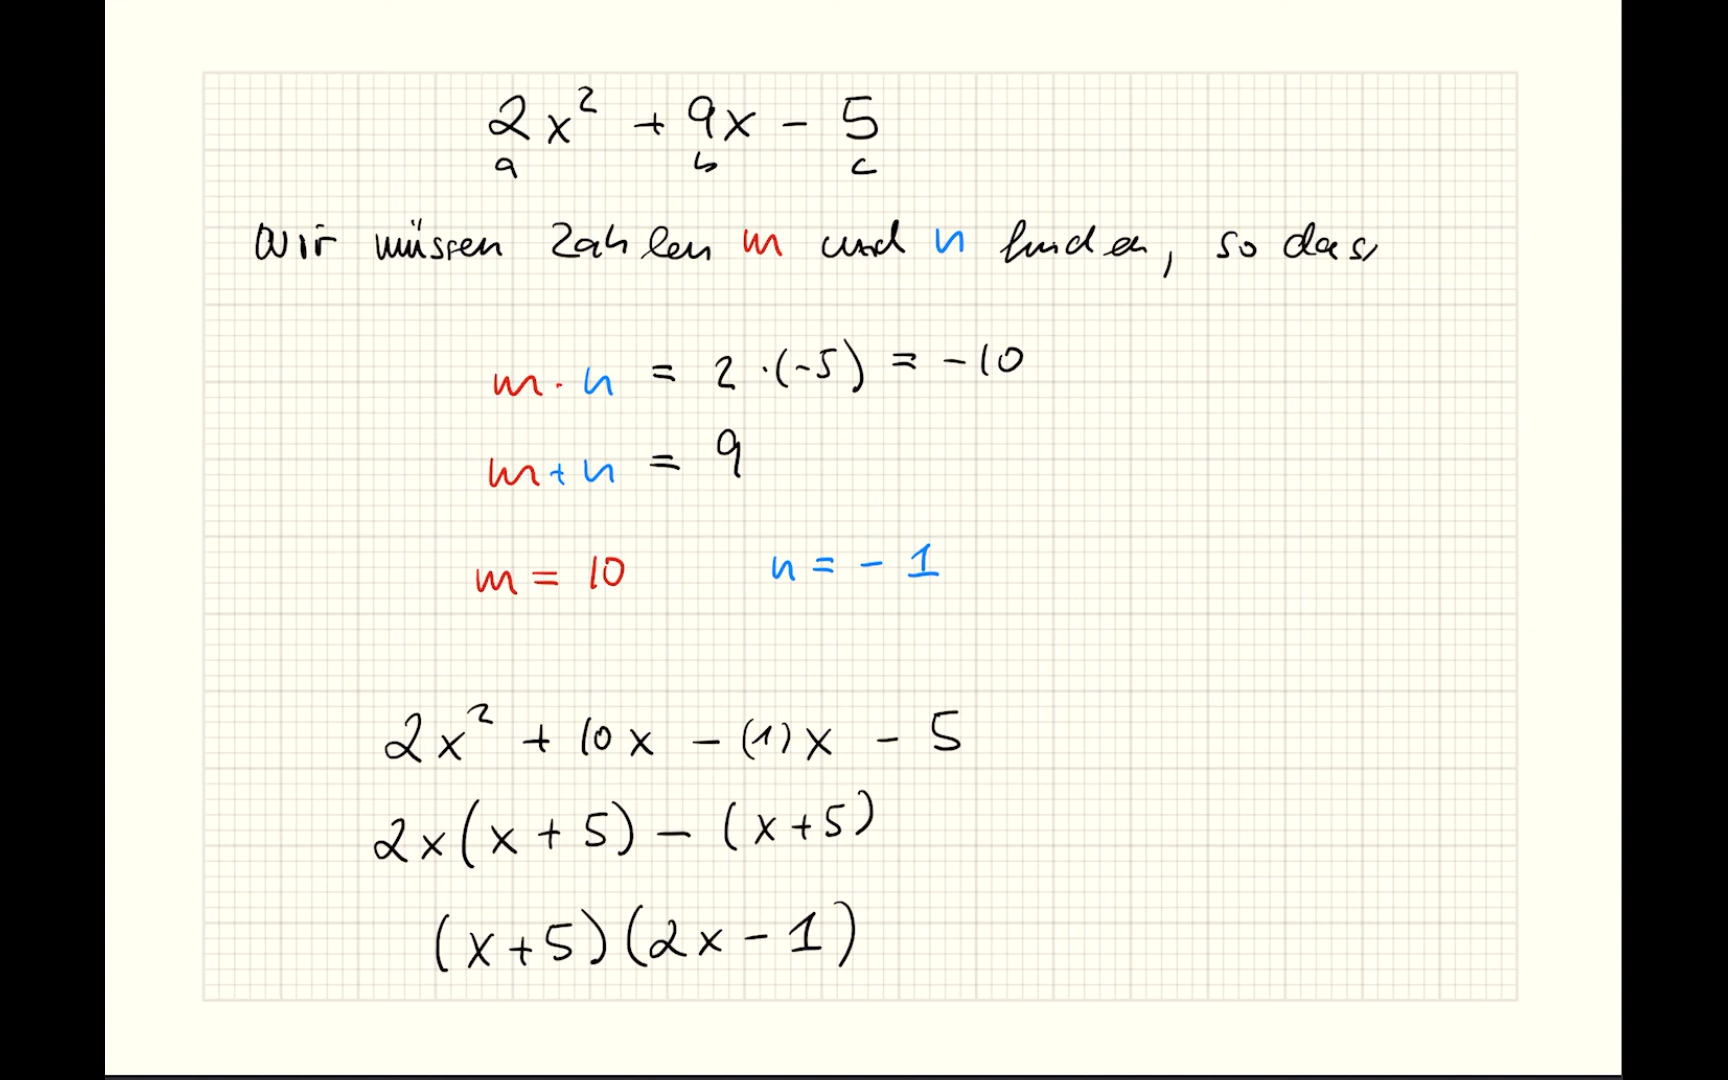 2x² + 9x - 5
a b c
Wir müssen Zahlen m und n finden, so dass
m · n = 2 · (-5) = -10
m + n = 9
m = 10 n = - 1
2x² + 10x - (1)x - 5
2x(x + 5) - (x + 5)
(x + 5)(2x - 1)